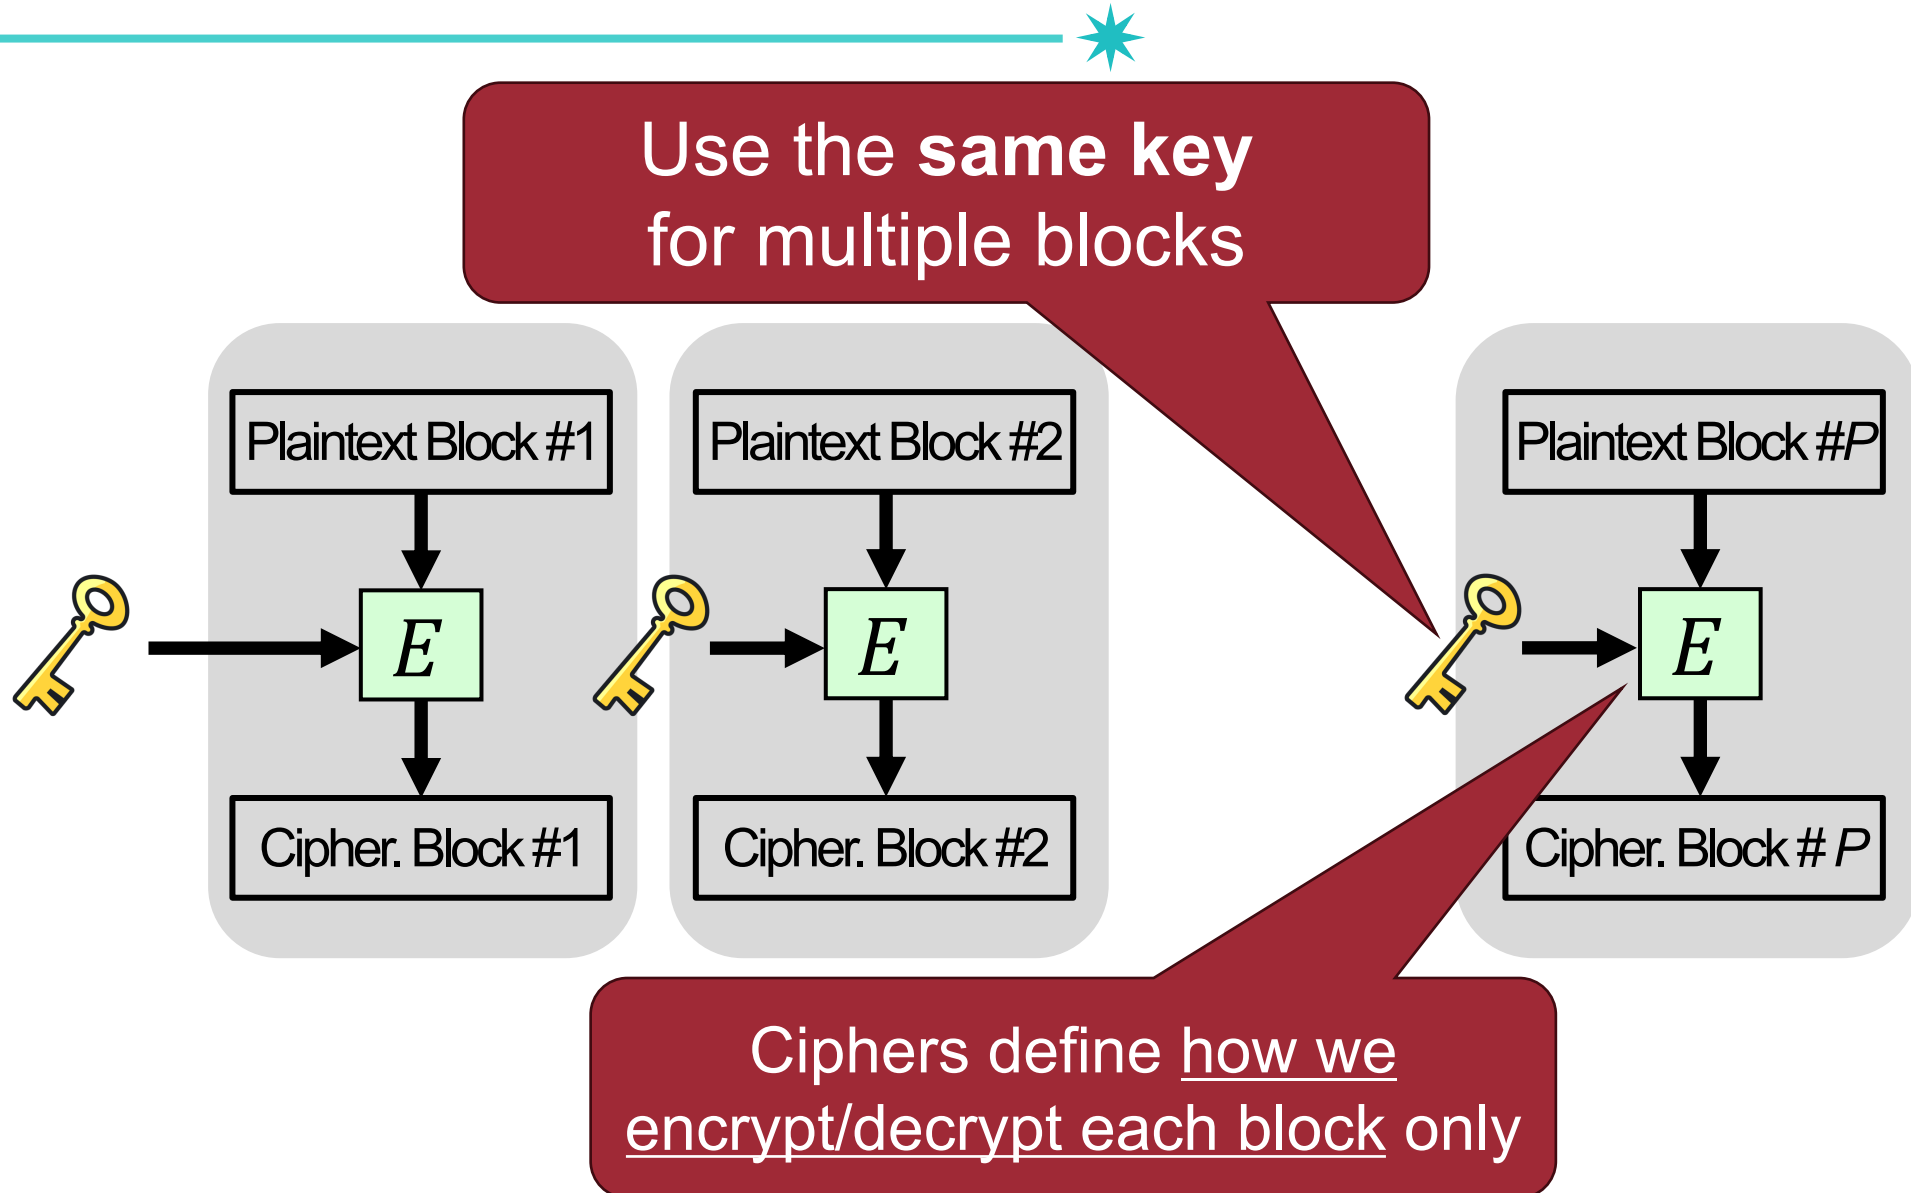 Use the same key
for multiple blocks
Plaintext Block #1
Plaintext Block #2
Plaintext Block #P
E
E
E
Cipher. Block #1
Cipher. Block #2
Cipher. Block # P
Ciphers define how we
encrypt/decrypt each block only